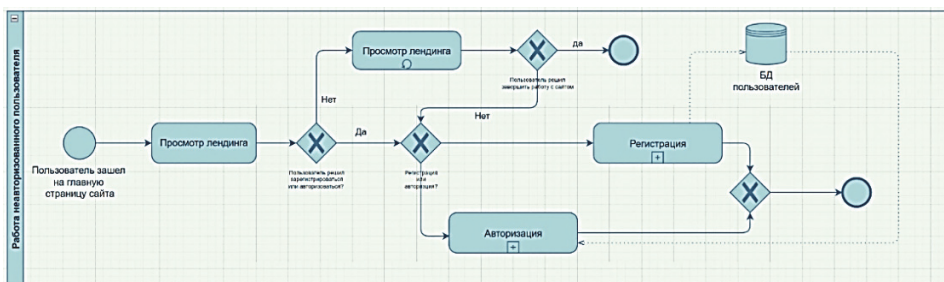 Работа неавторизованного пользователя
Просмотр лендинга
да
Пользователь решил
завершить работу с сайтом
БД
пользователей
Нет
Нет
Да
Просмотр лендинга
Регистрация
Пользователь зашел
на главную
страницу сайта
Пользователь решил
зарегистрироваться
или авторизоваться?
Регистрация
или
авторизация?
Авторизация